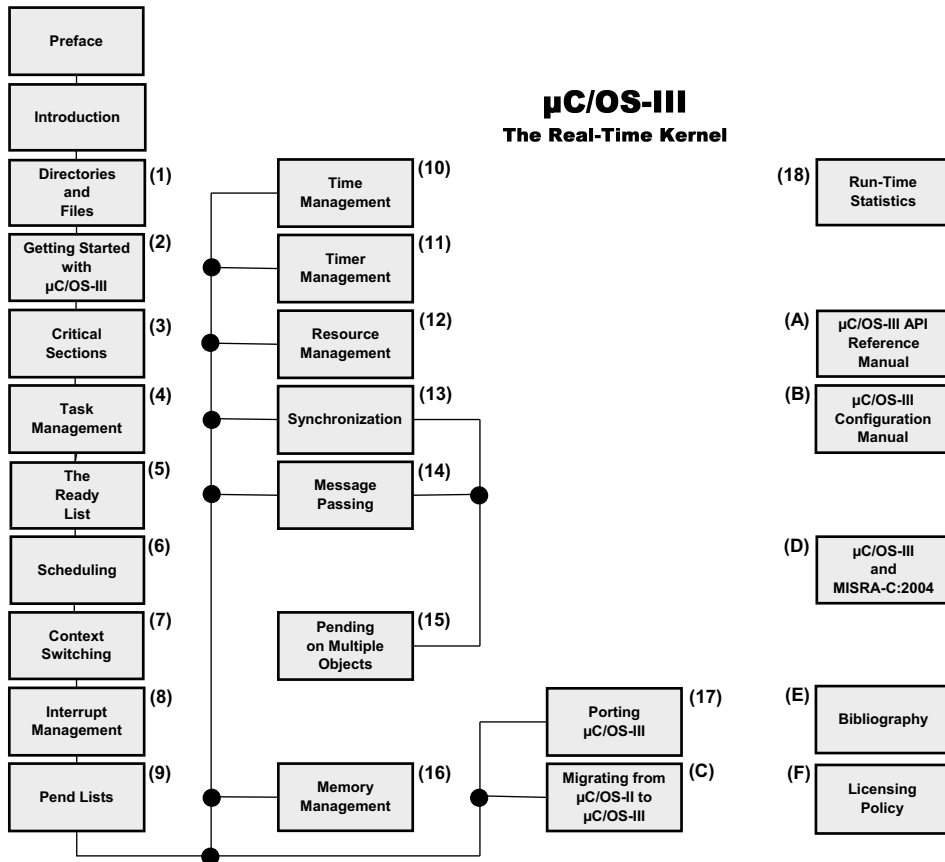 Preface
Introduction
µC/OS-III
The Real-Time Kernel
Directories
and
Files
(1)
Getting Started
with
µC/OS-III
(2)
Critical
Sections
(3)
Task
Management
(4)
The
Ready
List
(5)
Scheduling
(6)
Context
Switching
(7)
Interrupt
Management
(8)
Pend Lists
(9)
Time
Management
(10)
Timer
Management
(11)
Resource
Management
(12)
Synchronization
(13)
Message
Passing
(14)
Pending
on Multiple
Objects
(15)
Memory
Management
(16)
Porting
µC/OS-III
(17)
Migrating from
µC/OS-II to
µC/OS-III
(C)
(18)
Run-Time
Statistics
(A)
µC/OS-III API
Reference
Manual
(B)
µC/OS-III
Configuration
Manual
(D)
µC/OS-III
and
MISRA-C:2004
(E)
Bibliography
(F)
Licensing
Policy